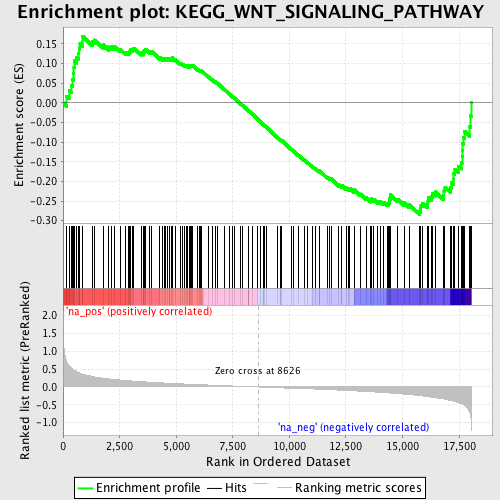 Enrichment plot: KEGG_WNT_SIGNALING_PATHWAY
Enrichment score (ES)
0.15
0.10
0.05
0.00
-0.05
-0.10
-0.15
-0.20
-0.25
-0.30
'na_pos' (positively correlated)
Ranked list metric (PreRanked)
2.0
1.5
1.0
0.5
0.0
-0.5
-1.0
Zero cross at 8626
'na_neg' (negatively correlated)
0
2,500
5,000
7,500
10,000
12,500
15,000
17,500
Rank in Ordered Dataset
Enrichment profile
Hits
Ranking metric scores